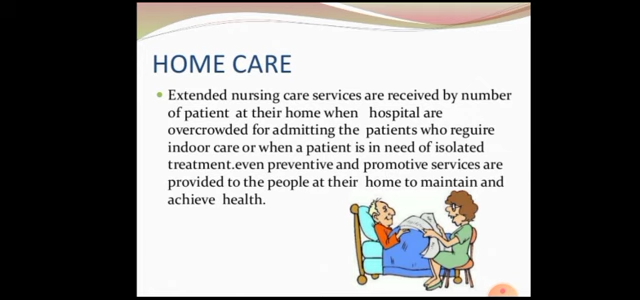 HOME CARE
Extended nursing care services are received by number
of patient at their home when hospital are
overcrowded for admitting the patients who reguire
indoor care or when a patient is in need of isolated
treatment.even preventive and promotive services are
provided to the people at their home to maintain and
achieve health.